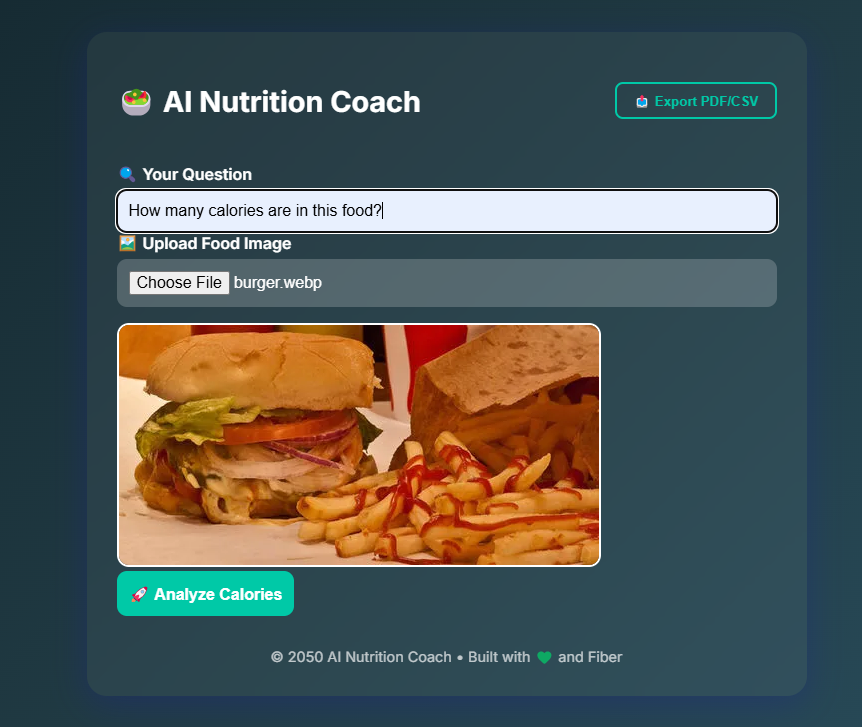 AI Nutrition Coach
Export PDF/CSV
Your Question
How many calories are in this food?
Upload Food Image
Choose File burger.webp
Analyze Calories
© 2050 AI Nutrition Coach • Built with 💚 and Fiber